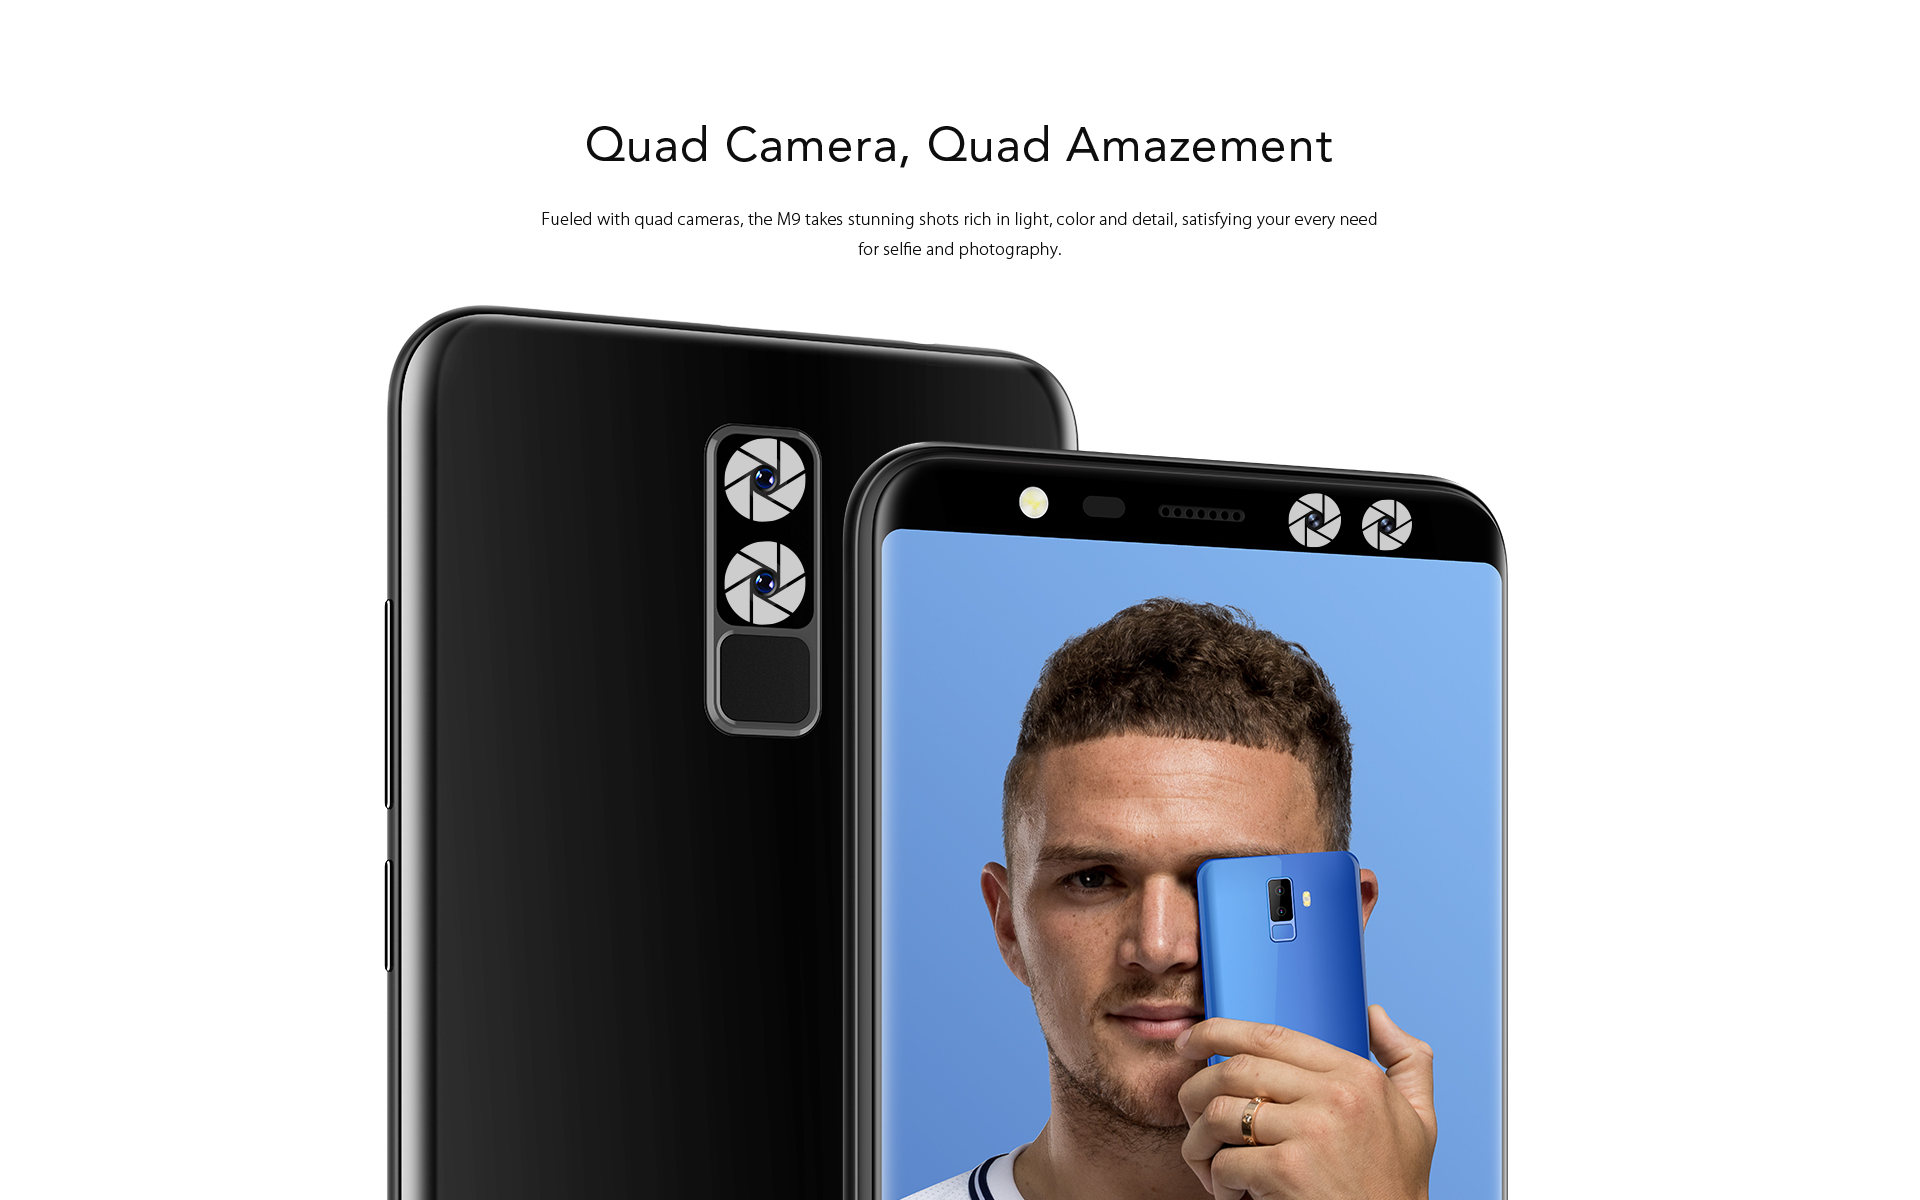 Quad Camera, Quad Amazement
Fueled with quad cameras, the M9 takes stunning shots rich in light, color and detail, satisfying your every need
for selfie and photography.